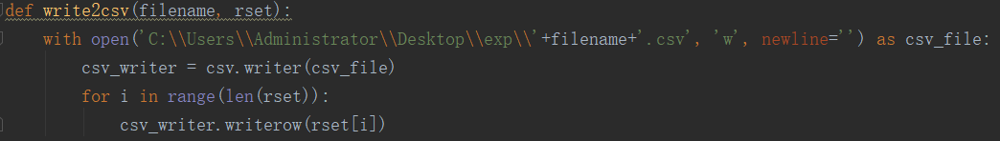 def write2csv(filename, rset):
    with open('C:\\Users\\Administrator\\Desktop\\exp\\'+filename+'.csv', 'w', newline='') as csv_file:
        csv_writer = csv.writer(csv_file)
        for i in range(len(rset)):
            csv_writer.writerow(rset[i])